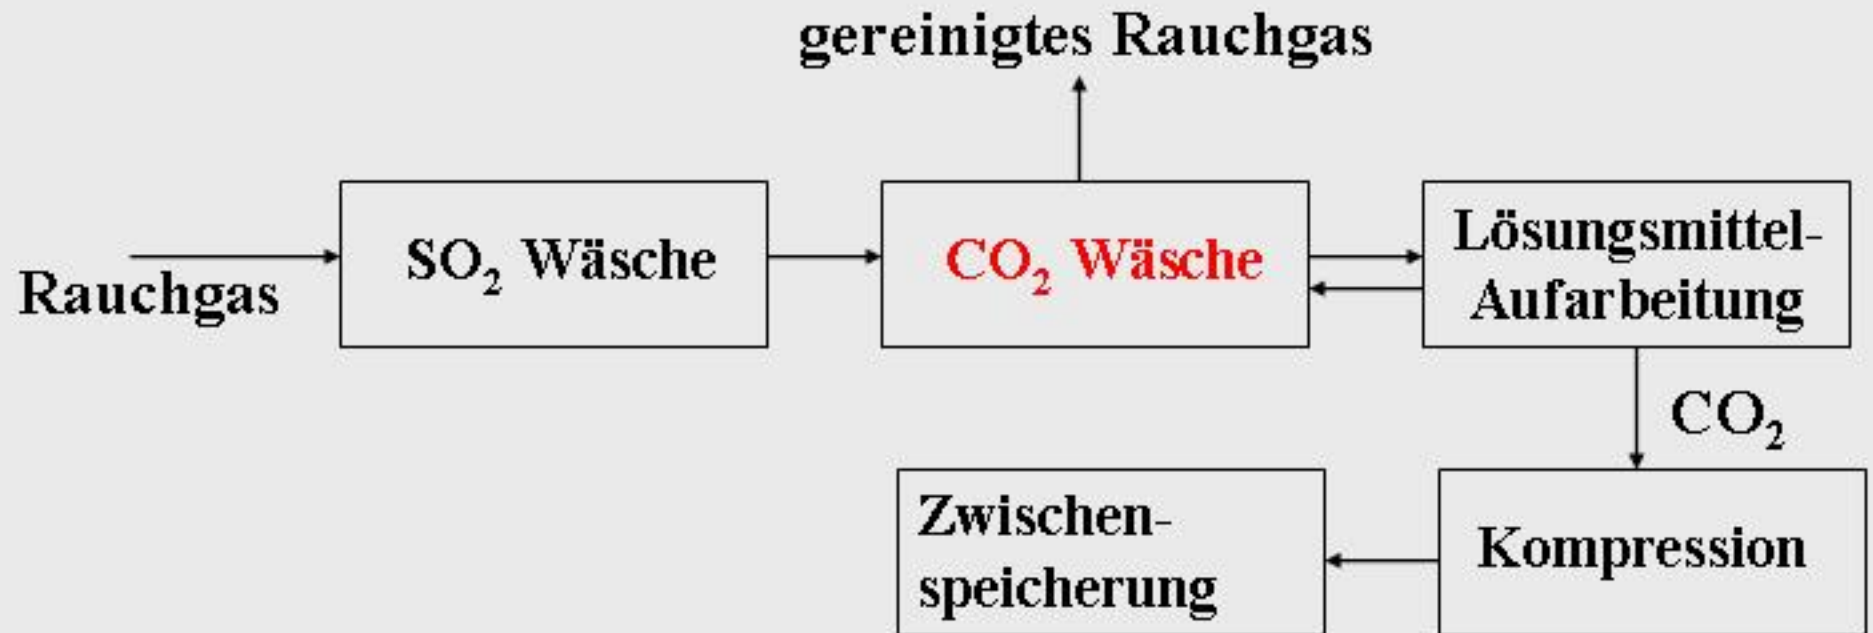 gereinigtes Rauchgas
Rauchgas
SO₂ Wäsche
CO₂ Wäsche
Lösungsmittel-
Aufarbeitung
CO₂
Kompression
Zwischen-
speicherung